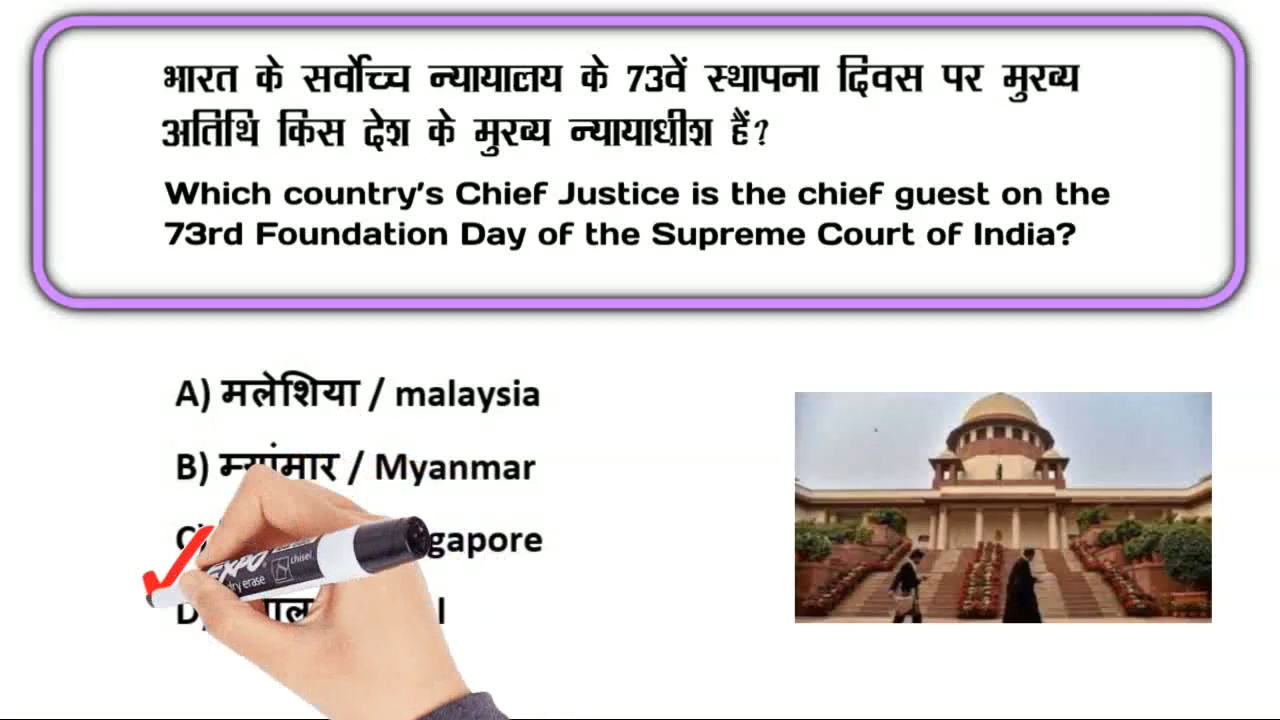 भारत के सर्वोच्च न्यायालय के 73वें स्थापना दिवस पर मुख्य
अतिथि किस देश के मुख्य न्यायाधीश हैं?
Which country's Chief Justice is the chief guest on the
73rd Foundation Day of the Supreme Court of India?
A) मलेशिया / malaysia
B) म्यांमार / Myanmar
C) gapore
D)
EXPO chisel
dry erase